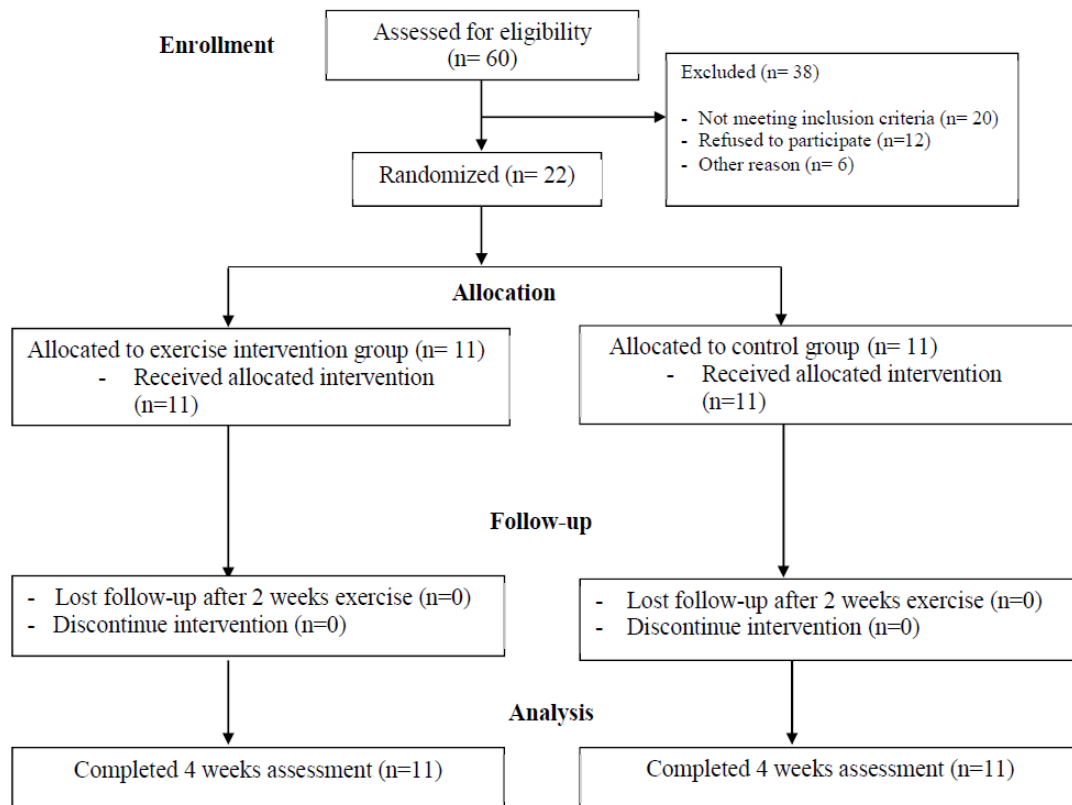 Enrollment
Assessed for eligibility
(n= 60)
Excluded (n= 38)
- Not meeting inclusion criteria (n= 20)
- Refused to participate (n=12)
- Other reason (n= 6)
Randomized (n= 22)
Allocation
Allocated to exercise intervention group (n= 11)
- Received allocated intervention
(n=11)
Allocated to control group (n= 11)
- Received allocated intervention
(n=11)
Follow-up
- Lost follow-up after 2 weeks exercise (n=0)
- Discontinue intervention (n=0)
- Lost follow-up after 2 weeks exercise (n=0)
- Discontinue intervention (n=0)
Analysis
Completed 4 weeks assessment (n=11)
Completed 4 weeks assessment (n=11)